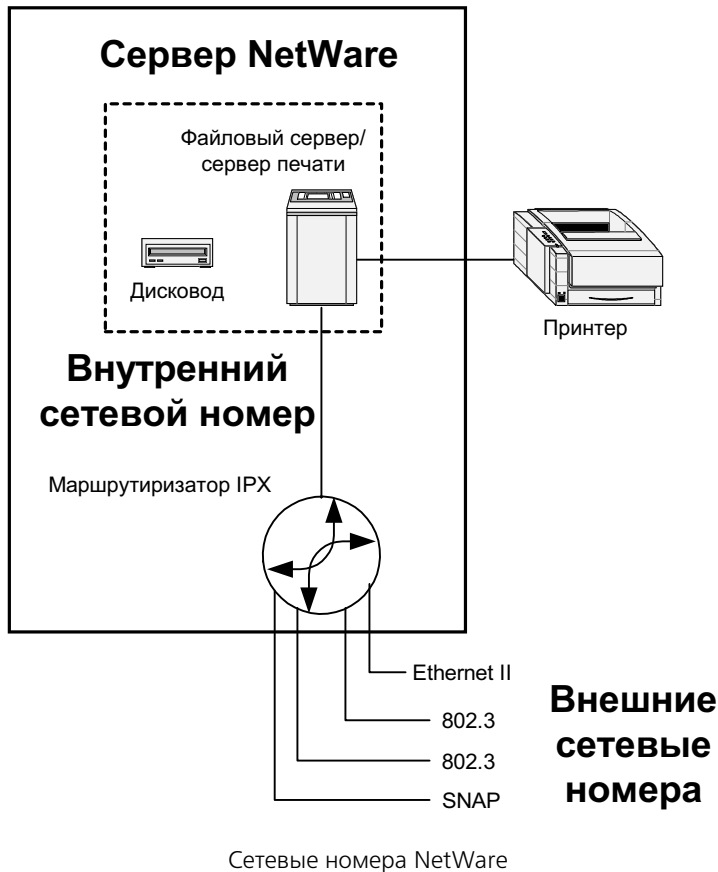 Сервер NetWare
Файловый сервер/
сервер печати
Дисковод
Принтер
Внутренний
сетевой номер
Маршрутиризатор IPX
Ethernet II
802.3
802.3
SNAP
Внешние
сетевые
номера
Сетевые номера NetWare